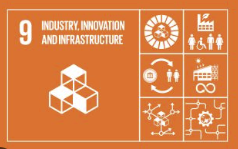 9 INDUSTRY, INNOVATION
AND INFRASTRUCTURE